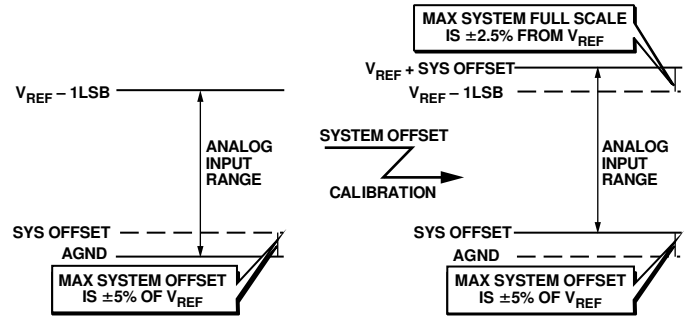 MAX SYSTEM FULL SCALE
IS ±2.5% FROM VREF
VREF + SYS OFFSET
VREF – 1LSB
VREF – 1LSB
SYSTEM OFFSET
CALIBRATION
ANALOG
INPUT
RANGE
ANALOG
INPUT
RANGE
SYS OFFSET
AGND
SYS OFFSET
AGND
MAX SYSTEM OFFSET
IS ±5% OF VREF
MAX SYSTEM OFFSET
IS ±5% OF VREF